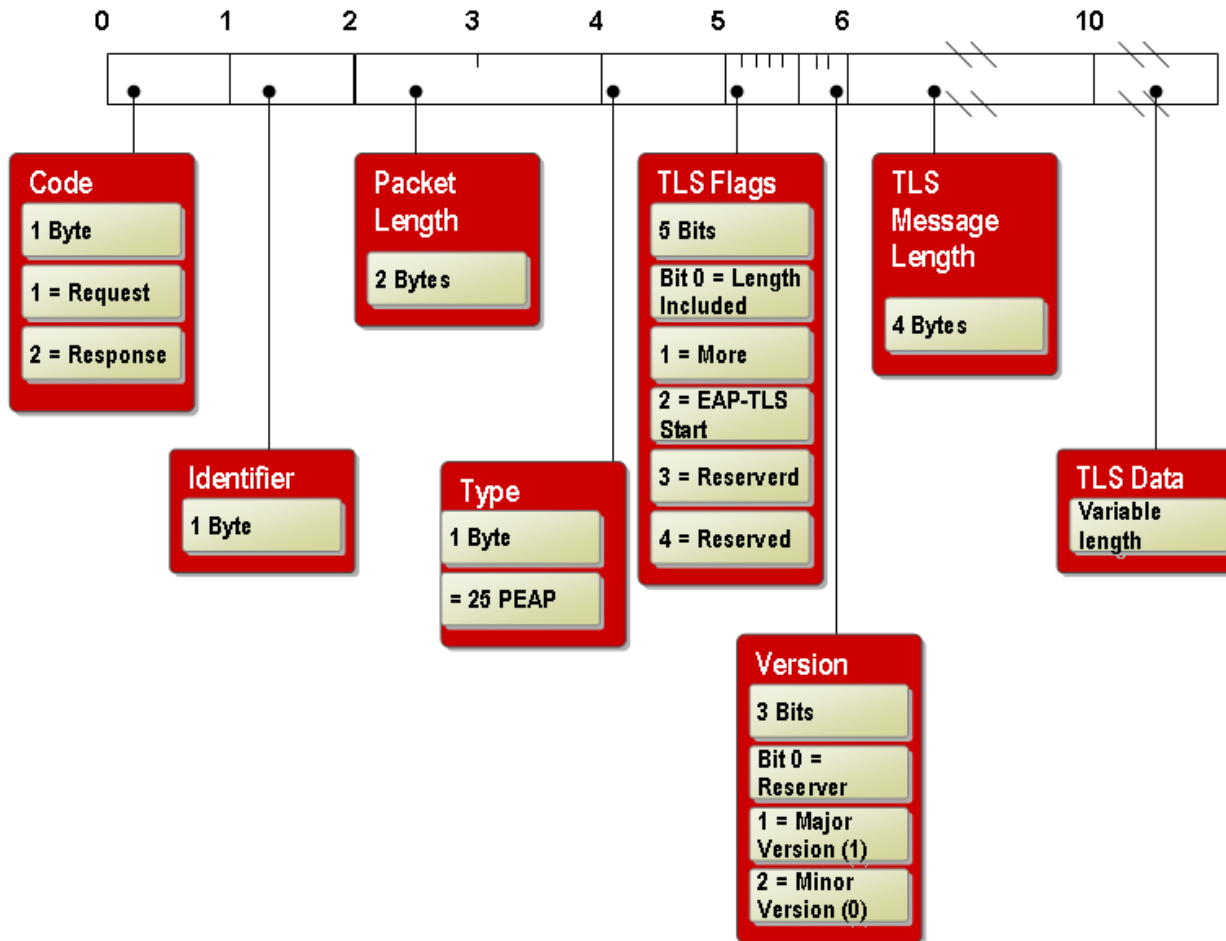 0 1 2 3 4 5 6 10
Code
1 Byte
1 = Request
2 = Response
Identifier
1 Byte
Packet
Length
2 Bytes
Type
1 Byte
= 25 PEAP
TLS Flags
5 Bits
Bit 0 = Length
Included
1 = More
2 = EAP-TLS
Start
3 = Reserverd
4 = Reserved
Version
3 Bits
Bit 0 =
Reserver
1 = Major
Version (1)
2 = Minor
Version (0)
TLS
Message
Length
4 Bytes
TLS Data
Variable
length